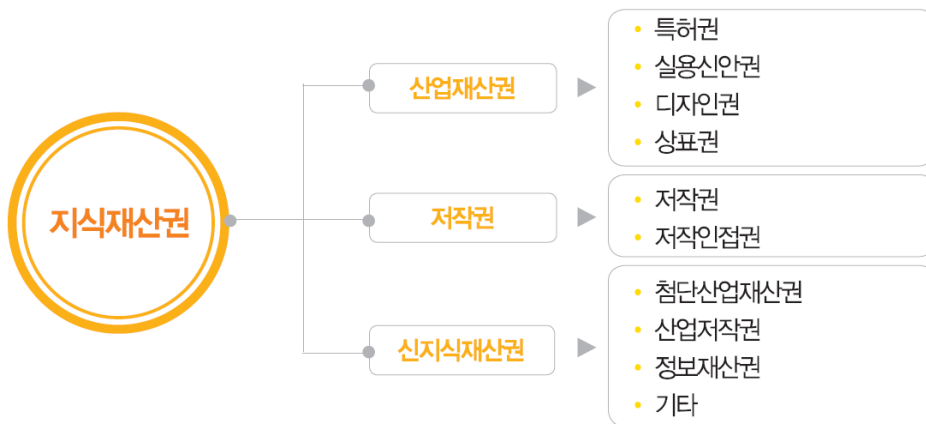 지식재산권
산업재산권
• 특허권
• 실용신안권
• 디자인권
• 상표권
저작권
• 저작권
• 저작인접권
신지식재산권
• 첨단산업재산권
• 산업저작권
• 정보재산권
• 기타